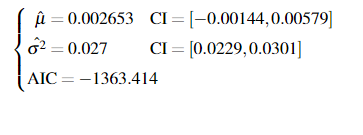 μ̂ = 0.002653 CI = [−0.00144,0.00579]
σ̂² = 0.027 CI = [0.0229,0.0301]
AIC = −1363.414